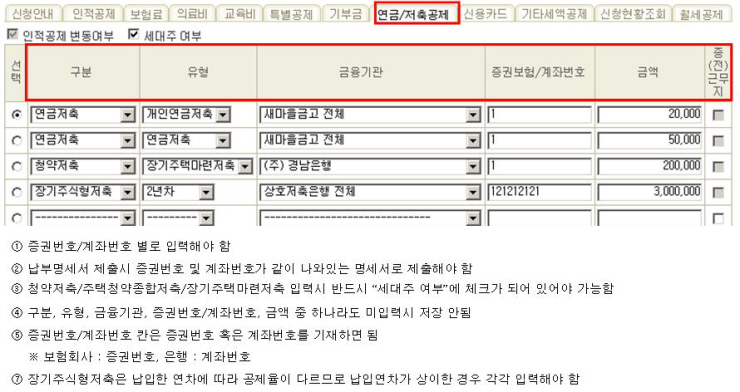 신청안내 인적공제 보험료 의료비 교육비 특별공제 기부금 연금/저축공제 신용카드 기타세액공제 신청현황조회 월세공제
인적공제 변동여부 세대주 여부
선택 구분 유형 금융기관 증권보험/계좌번호 금액 종(전)근무지
연금저축 개인연금저축 새마을금고 전체 1 20,000
연금저축 연금저축 새마을금고 전체 1 50,000
청약저축 장기주택마련저축 (주) 경남은행 1 200,000
장기주식형저축 2년차 상호저축은행 전체 121212121 3,000,000
--------------- --------- -----------------------------
① 증권번호/계좌번호 별로 입력해야 함
② 납부명세서 제출시 증권번호 및 계좌번호가 같이 나와있는 명세서로 제출해야 함
③ 청약저축/주택청약종합저축/장기주택마련저축 입력시 반드시 “세대주 여부”에 체크가 되어 있어야 가능함
④ 구분, 유형, 금융기관, 증권번호/계좌번호, 금액 중 하나라도 미입력시 저장 안됨
⑤ 증권번호/계좌번호 칸은 증권번호 혹은 계좌번호를 기재하면 됨
※ 보험회사 : 증권번호, 은행 : 계좌번호
⑦ 장기주식형저축은 납입한 연차에 따라 공제율이 다르므로 납입연차가 상이한 경우 각각 입력해야 함